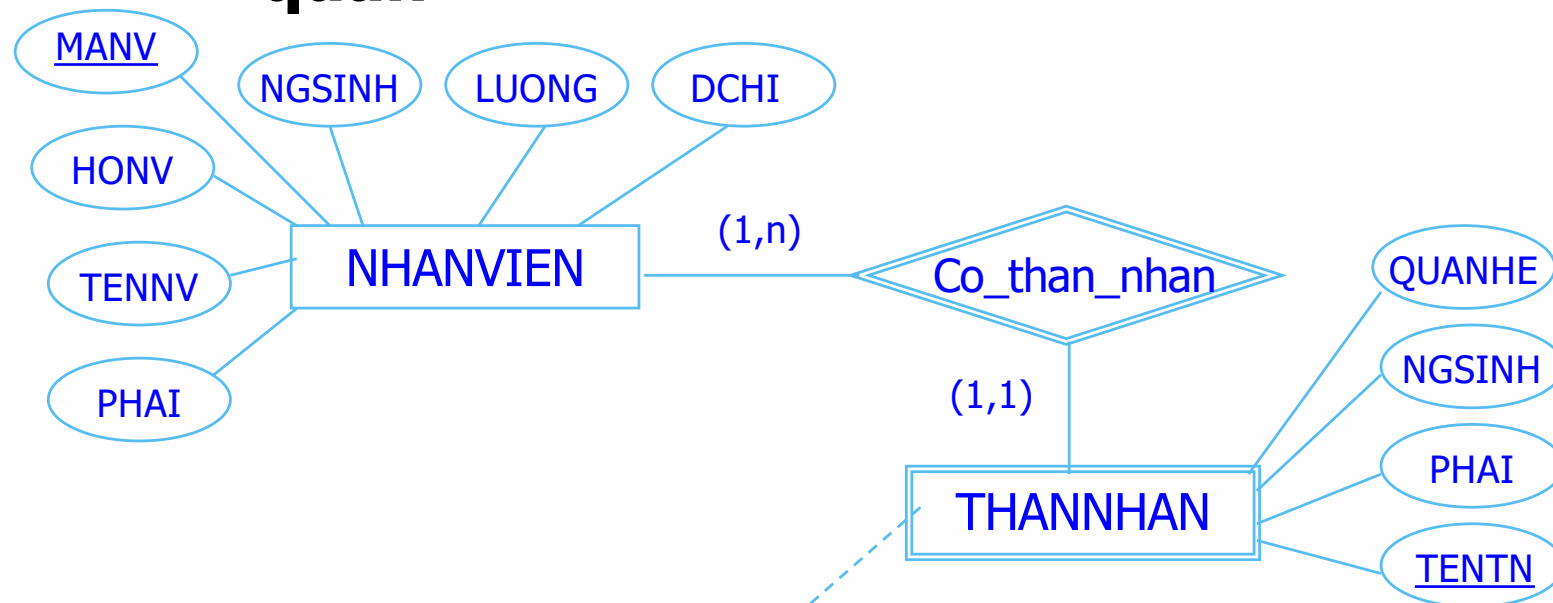 MANV
NGSINH
LUONG
DCHI
HONV
(1,n)
NHANVIEN
Co_than_nhan
QUANHE
TENNV
NGSINH
(1,1)
PHAI
PHAI
THANNHAN
TENTN